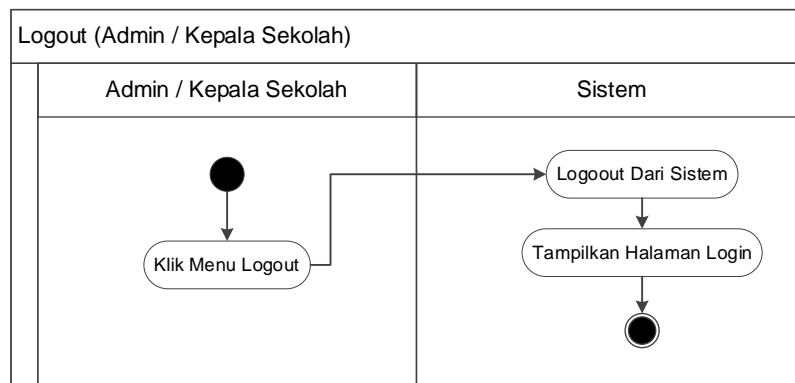 Logout (Admin / Kepala Sekolah)
Admin / Kepala Sekolah
Sistem
Logoout Dari Sistem
Klik Menu Logout
Tampilkan Halaman Login